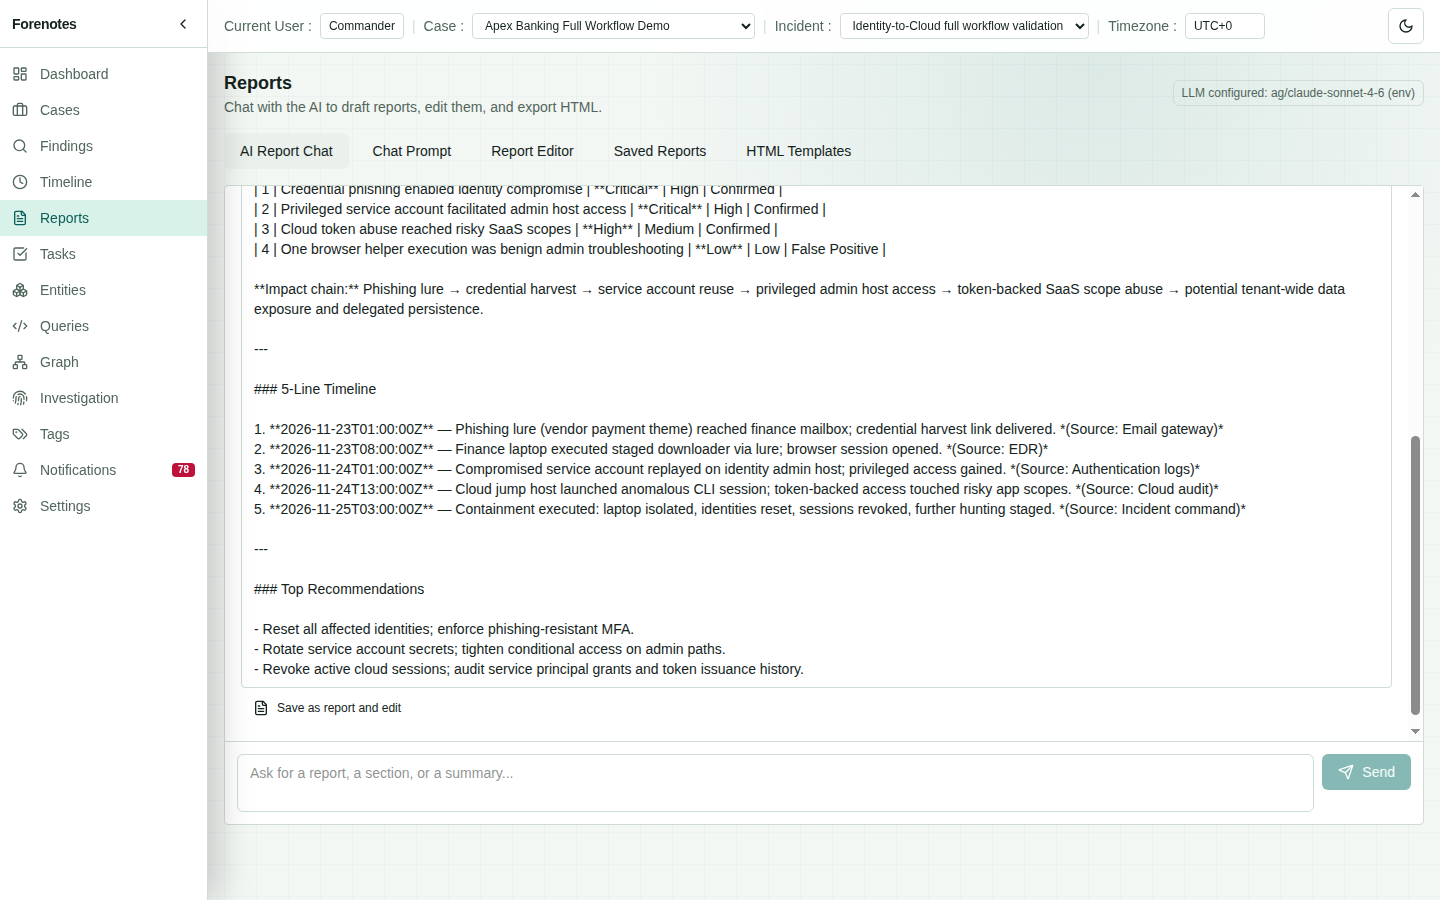 Forenotes
Current User :
Commander
|
Case :
Apex Banking Full Workflow Demo
|
Incident :
Identity-to-Cloud full workflow validation
|
Timezone :
UTC+0
Dashboard
Cases
Findings
Timeline
Reports
Tasks
Entities
Queries
Graph
Investigation
Tags
Notifications
78
Settings
Reports
Chat with the AI to draft reports, edit them, and export HTML.
LLM configured: ag/claude-sonnet-4-6 (env)
AI Report Chat
Chat Prompt
Report Editor
Saved Reports
HTML Templates
| 1 | Credential phishing enabled identity compromise | **Critical** | High | Confirmed |
| 2 | Privileged service account facilitated admin host access | **Critical** | High | Confirmed |
| 3 | Cloud token abuse reached risky SaaS scopes | **High** | Medium | Confirmed |
| 4 | One browser helper execution was benign admin troubleshooting | **Low** | Low | False Positive |
**Impact chain:** Phishing lure → credential harvest → service account reuse → privileged admin host access → token-backed SaaS scope abuse → potential tenant-wide data
exposure and delegated persistence.
---
### 5-Line Timeline
1. **2026-11-23T01:00:00Z** — Phishing lure (vendor payment theme) reached finance mailbox; credential harvest link delivered. *(Source: Email gateway)*
2. **2026-11-23T08:00:00Z** — Finance laptop executed staged downloader via lure; browser session opened. *(Source: EDR)*
3. **2026-11-24T01:00:00Z** — Compromised service account replayed on identity admin host; privileged access gained. *(Source: Authentication logs)*
4. **2026-11-24T13:00:00Z** — Cloud jump host launched anomalous CLI session; token-backed access touched risky app scopes. *(Source: Cloud audit)*
5. **2026-11-25T03:00:00Z** — Containment executed: laptop isolated, identities reset, sessions revoked, further hunting staged. *(Source: Incident command)*
---
### Top Recommendations
- Reset all affected identities; enforce phishing-resistant MFA.
- Rotate service account secrets; tighten conditional access on admin paths.
- Revoke active cloud sessions; audit service principal grants and token issuance history.
Save as report and edit
Ask for a report, a section, or a summary...
Send